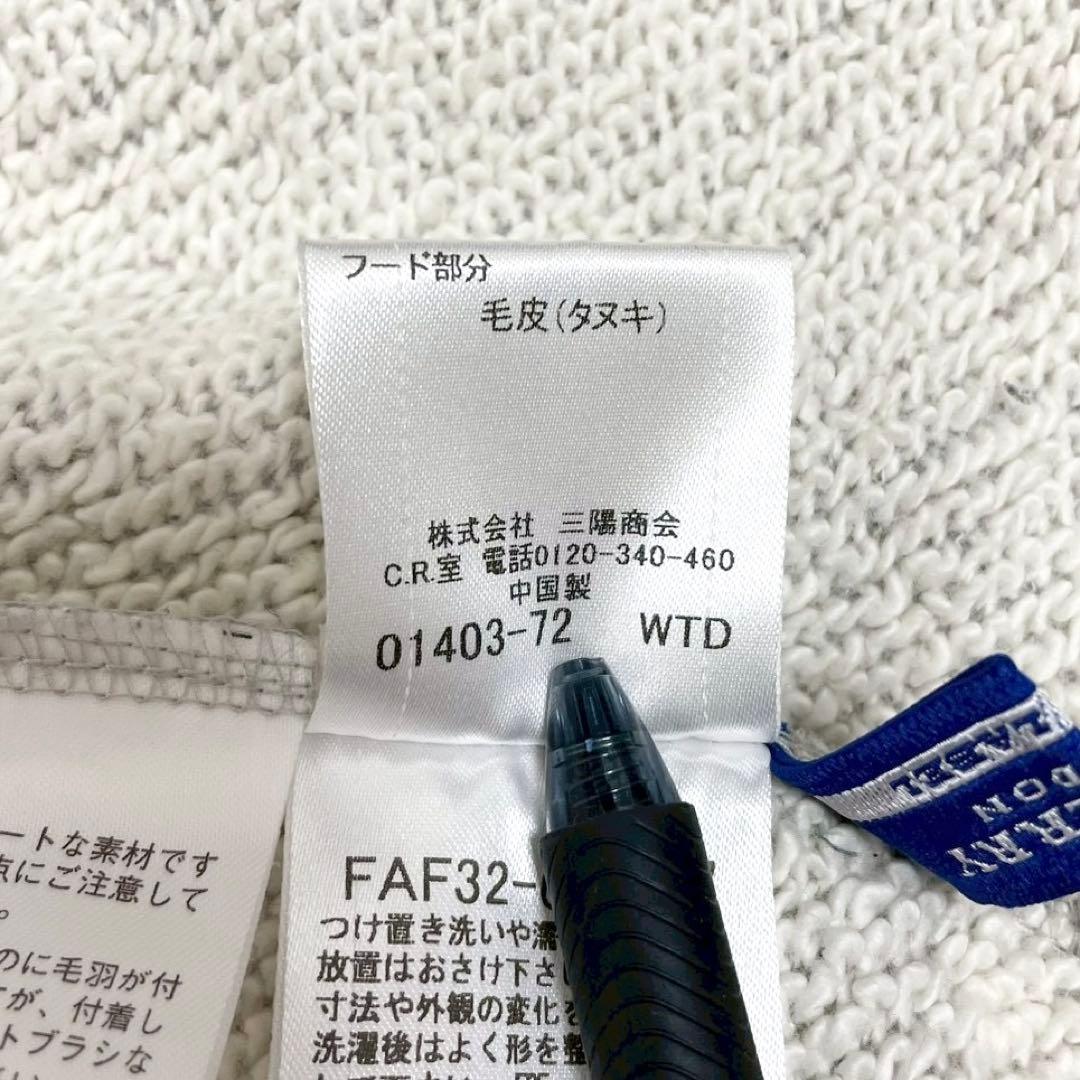 フード部分
毛皮(タヌキ)
株式会社 三陽商会
C.R.室 電話0120-340-460
中国製
01403-72 WTD
FAF32-
つけ置き洗いや
放置はおさけ下さ
寸法や外観の変化
洗濯後はよく形を整
ートな素材です
点にご注意して
。
のに毛羽が付
が、付着し
トブラシな
LABEL
ERRY
DON